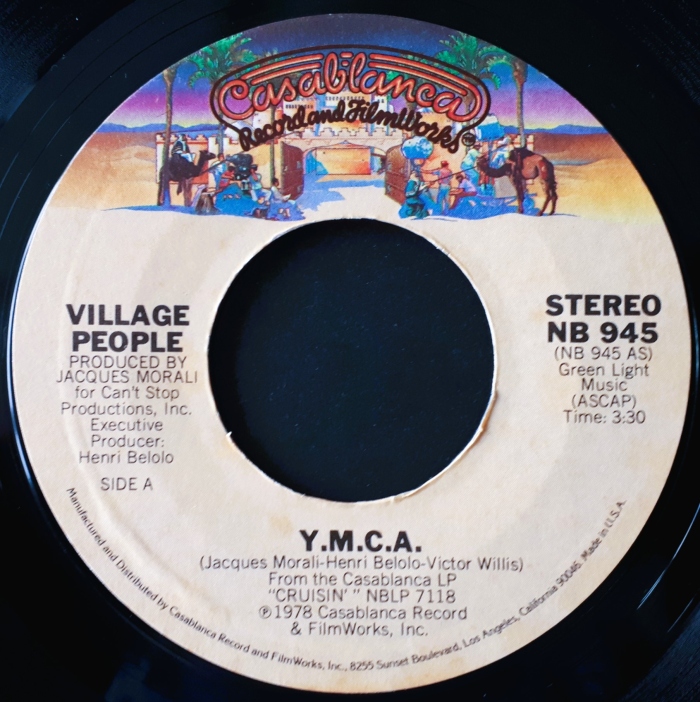 Casablanca
Record and FilmWorks
VILLAGE
PEOPLE
PRODUCED BY
JACQUES MORALI
for Can't Stop
Productions, Inc.
Executive
Producer:
Henri Belolo
SIDE A
STEREO
NB 945
(NB 945 AS)
Green Light
Music
(ASCAP)
Time: 3:30
Y.M.C.A.
(Jacques Morali-Henri Belolo-Victor Willis)
From the Casablanca LP
"CRUISIN' " NBLP 7118
℗1978 Casablanca Record
& FilmWorks, Inc.
Manufactured and Distributed by Casablanca Record and FilmWorks, Inc., 8255 Sunset Boulevard, Los Angeles, California 90046. Made in U.S.A.